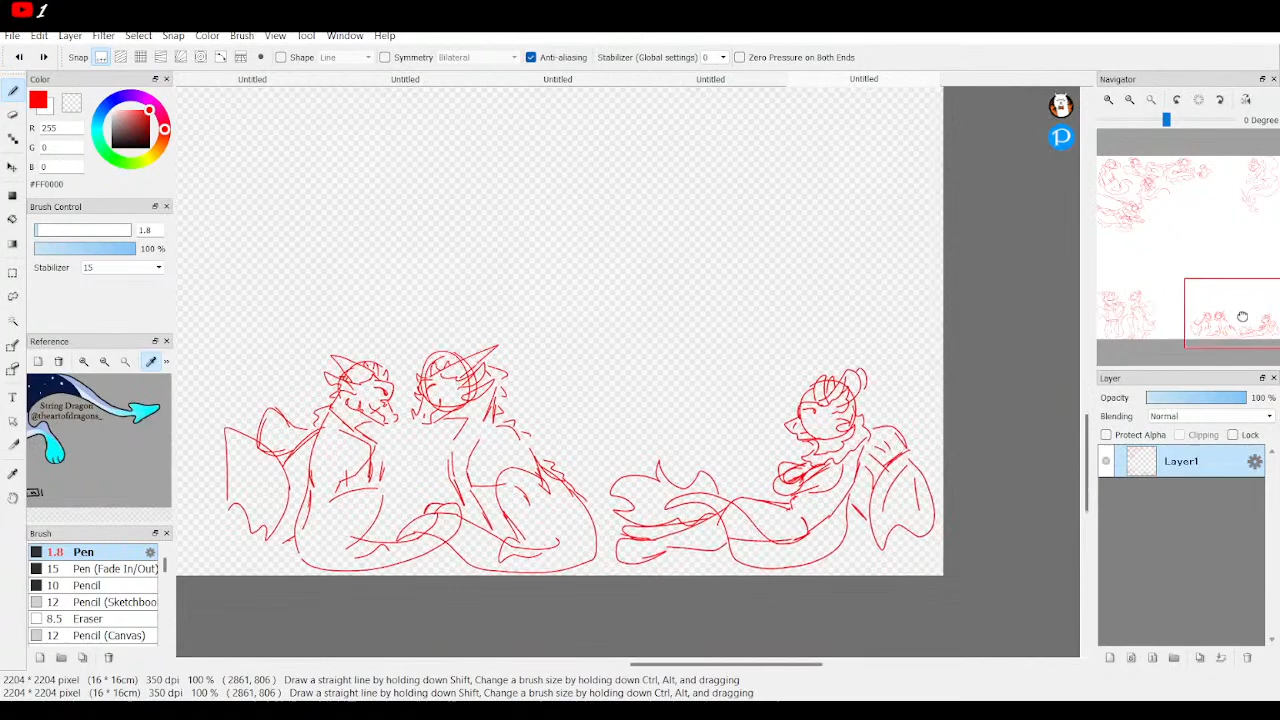 1
File Edit Layer Filter Select Snap Color Brush View Tool Window Help
Snap Shape Line Symmetry Bilateral Anti-aliasing Stabilizer (Global settings) 0 Zero Pressure on Both Ends
Color
Untitled Untitled Untitled Untitled Untitled
Navigator
R 255
G 0
B 0
#FF0000
0 Degree
Brush Control
1.8
100 %
Stabilizer 15
Reference
String Dragon
@theartofdragons_
Layer
Opacity 100 %
Blending Normal
Protect Alpha Clipping Lock
Layer1
Brush
1.8 Pen
15 Pen (Fade In/Out)
10 Pencil
12 Pencil (Sketchboo
8.5 Eraser
12 Pencil (Canvas)
2204 * 2204 pixel (16 * 16cm) 350 dpi 100 % ( 2861, 806) Draw a straight line by holding down Shift, Change a brush size by holding down Ctrl, Alt, and dragging
2204 * 2204 pixel (16 * 16cm) 350 dpi 100 % ( 2861, 806) Draw a straight line by holding down Shift, Change a brush size by holding down Ctrl, Alt, and dragging